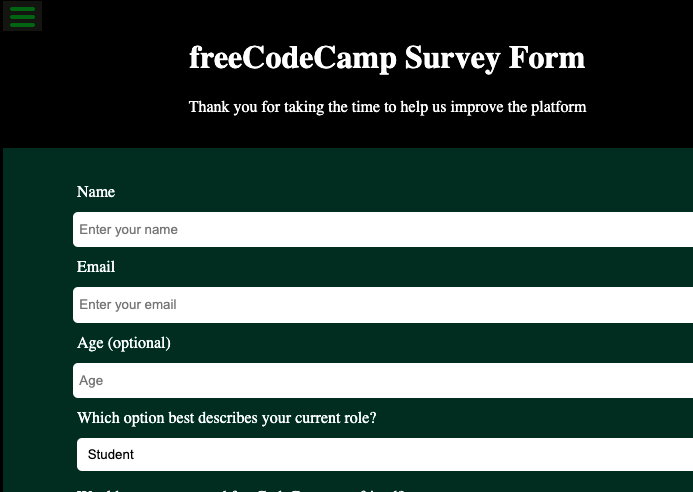 freeCodeCamp Survey Form
Thank you for taking the time to help us improve the platform
Name
Enter your name
Email
Enter your email
Age (optional)
Age
Which option best describes your current role?
Student